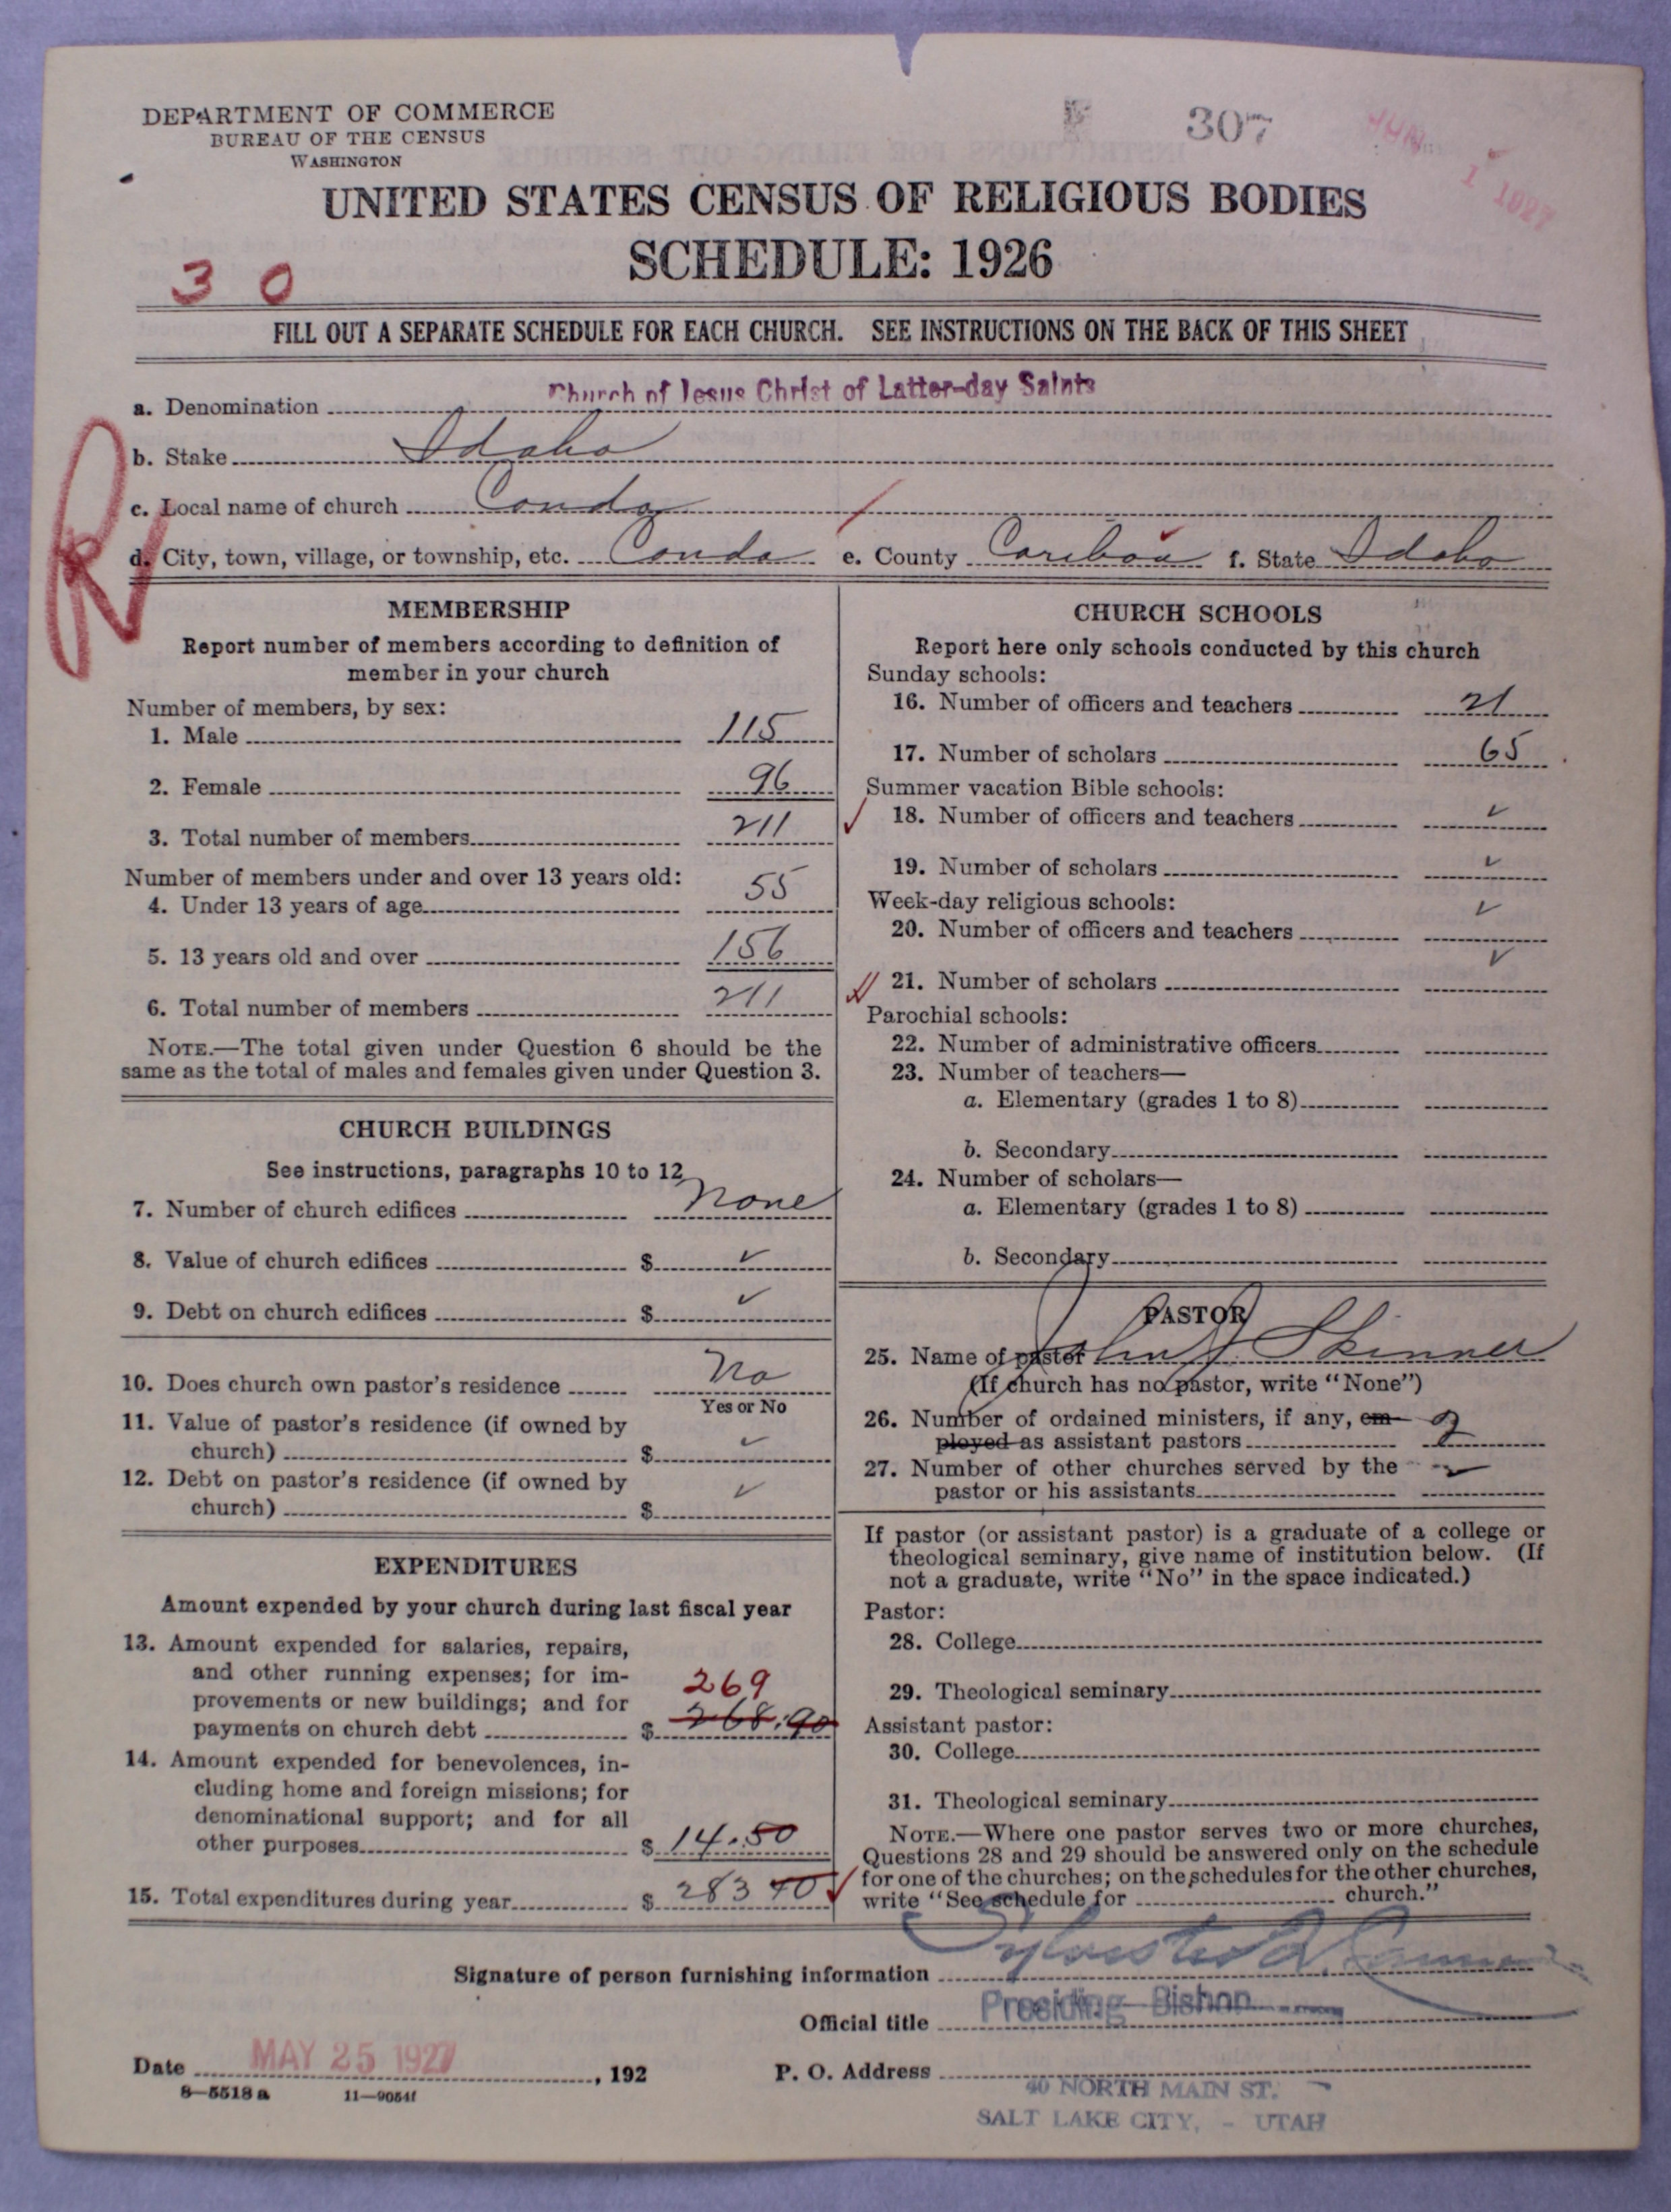 DEPARTMENT OF COMMERCE
BUREAU OF THE CENSUS
WASHINGTON
307
JUN 1 1927
UNITED STATES CENSUS OF RELIGIOUS BODIES
SCHEDULE: 1926
3 0
FILL OUT A SEPARATE SCHEDULE FOR EACH CHURCH. SEE INSTRUCTIONS ON THE BACK OF THIS SHEET
a. Denomination Church of Jesus Christ of Latter-day Saints
b. Stake Idaho
c. Local name of church Conda
d. City, town, village, or township, etc. Conda e. County Caribou f. State Idaho
R
MEMBERSHIP
Report number of members according to definition of
member in your church
Number of members, by sex:
1. Male 115
2. Female 96
3. Total number of members 211
Number of members under and over 13 years old:
4. Under 13 years of age 55
5. 13 years old and over 156
6. Total number of members 211
NOTE.—The total given under Question 6 should be the
same as the total of males and females given under Question 3.
CHURCH BUILDINGS
See instructions, paragraphs 10 to 12
7. Number of church edifices none
8. Value of church edifices $ ✓
9. Debt on church edifices $ ✓
10. Does church own pastor's residence No
Yes or No
11. Value of pastor's residence (if owned by
church) $ ✓
12. Debt on pastor's residence (if owned by
church) $ ✓
EXPENDITURES
Amount expended by your church during last fiscal year
13. Amount expended for salaries, repairs,
and other running expenses; for im-
provements or new buildings; and for 269
payments on church debt $ 268.90
14. Amount expended for benevolences, in-
cluding home and foreign missions; for
denominational support; and for all
other purposes $ 14.50
15. Total expenditures during year $ 283 40
CHURCH SCHOOLS
Report here only schools conducted by this church
Sunday schools:
16. Number of officers and teachers 21
17. Number of scholars 65
Summer vacation Bible schools:
18. Number of officers and teachers ✓
19. Number of scholars ✓
Week-day religious schools:
20. Number of officers and teachers ✓
21. Number of scholars ✓
Parochial schools:
22. Number of administrative officers
23. Number of teachers—
a. Elementary (grades 1 to 8)
b. Secondary
24. Number of scholars—
a. Elementary (grades 1 to 8)
b. Secondary
PASTOR
25. Name of pastor John J. Skinner
(If church has no pastor, write "None")
26. Number of ordained ministers, if any, em- 2
ployed as assistant pastors
27. Number of other churches served by the ✓
pastor or his assistants
If pastor (or assistant pastor) is a graduate of a college or
theological seminary, give name of institution below. (If
not a graduate, write "No" in the space indicated.)
Pastor:
28. College
29. Theological seminary
Assistant pastor:
30. College
31. Theological seminary
NOTE.—Where one pastor serves two or more churches,
Questions 28 and 29 should be answered only on the schedule
for one of the churches; on the schedules for the other churches,
write "See schedule for church."
Signature of person furnishing information Sylvester Q. Cannon
Official title Presiding Bishop
Date MAY 25 1927, 192 P. O. Address
40 NORTH MAIN ST.
SALT LAKE CITY, - UTAH
8—5518 a 11—9054f